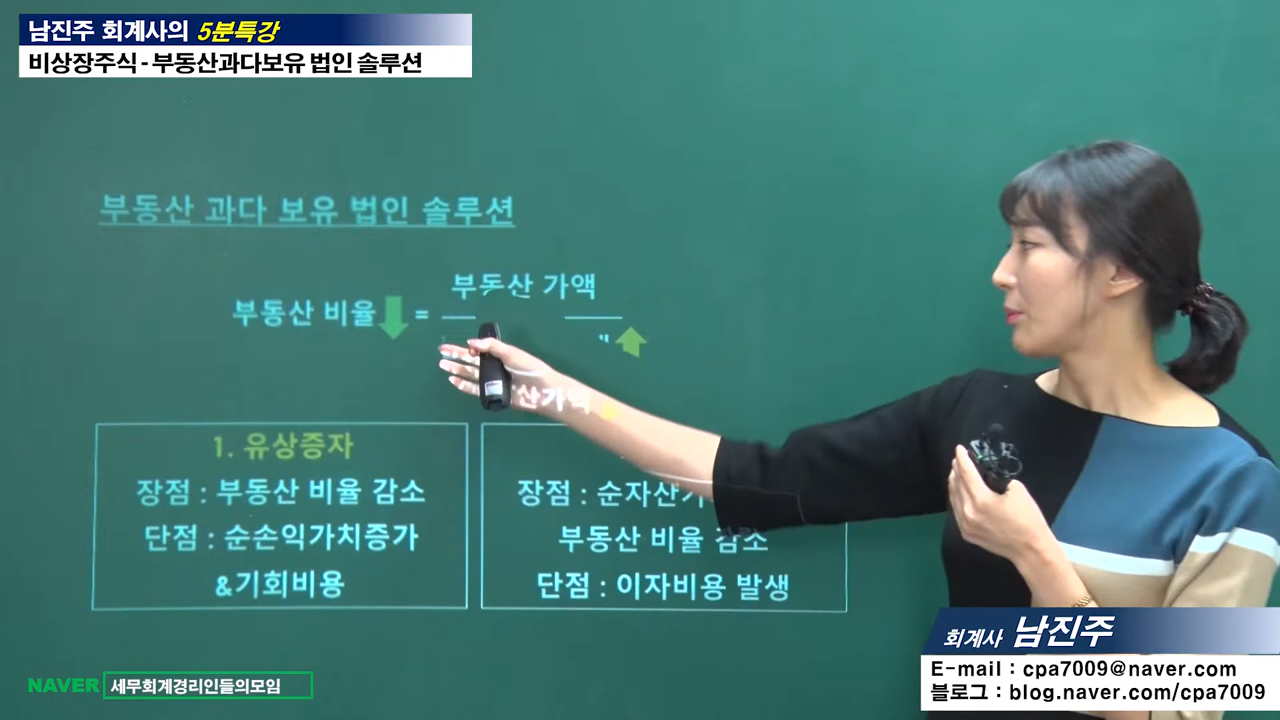 남진주 회계사의 5분특강
비상장주식 - 부동산과다보유 법인 솔루션
부동산 과다 보유 법인 솔루션
부동산 가액
부동산 비율 =
1. 유상증자
장점 : 부동산 비율 감소
단점 : 순손익가치증가
&기회비용
장점 :
부동산 비율 감소
단점 : 이자비용 발생
회계사 남진주
E-mail : cpa7009@naver.com
블로그 : blog.naver.com/cpa7009
NAVER 세무회계경리인들의모임